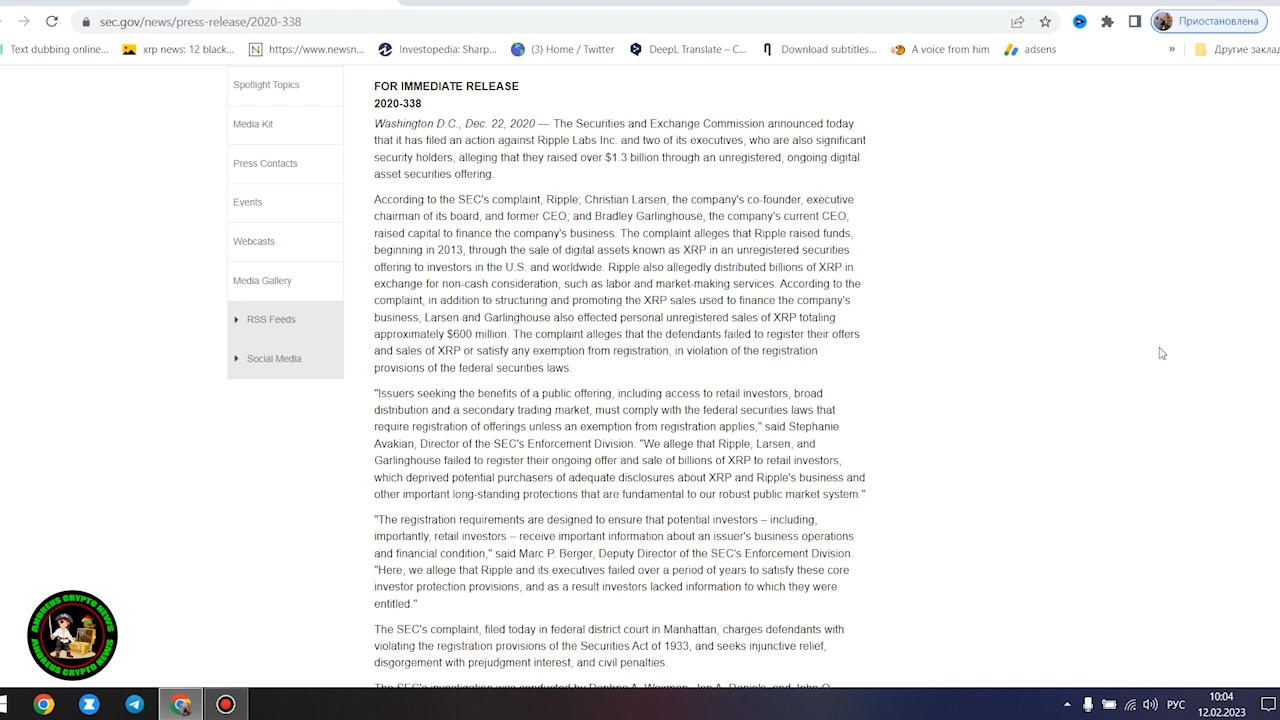 sec.gov/news/press-release/2020-338
Приостановлена
Text dubbing online...
xrp news: 12 black...
https://www.newsn...
Investopedia: Sharp...
(3) Home / Twitter
DeepL Translate – C...
Download subtitles...
A voice from him
adsens
»
Другие заклад
Spotlight Topics
Media Kit
Press Contacts
Events
Webcasts
Media Gallery
RSS Feeds
Social Media
FOR IMMEDIATE RELEASE
2020-338
Washington D.C., Dec. 22, 2020 — The Securities and Exchange Commission announced today
that it has filed an action against Ripple Labs Inc. and two of its executives, who are also significant
security holders, alleging that they raised over $1.3 billion through an unregistered, ongoing digital
asset securities offering.
According to the SEC's complaint, Ripple; Christian Larsen, the company's co-founder, executive
chairman of its board, and former CEO; and Bradley Garlinghouse, the company's current CEO,
raised capital to finance the company's business. The complaint alleges that Ripple raised funds,
beginning in 2013, through the sale of digital assets known as XRP in an unregistered securities
offering to investors in the U.S. and worldwide. Ripple also allegedly distributed billions of XRP in
exchange for non-cash consideration, such as labor and market-making services. According to the
complaint, in addition to structuring and promoting the XRP sales used to finance the company's
business, Larsen and Garlinghouse also effected personal unregistered sales of XRP totaling
approximately $600 million. The complaint alleges that the defendants failed to register their offers
and sales of XRP or satisfy any exemption from registration, in violation of the registration
provisions of the federal securities laws.
"Issuers seeking the benefits of a public offering, including access to retail investors, broad
distribution and a secondary trading market, must comply with the federal securities laws that
require registration of offerings unless an exemption from registration applies," said Stephanie
Avakian, Director of the SEC's Enforcement Division. "We allege that Ripple, Larsen, and
Garlinghouse failed to register their ongoing offer and sale of billions of XRP to retail investors,
which deprived potential purchasers of adequate disclosures about XRP and Ripple's business and
other important long-standing protections that are fundamental to our robust public market system."
"The registration requirements are designed to ensure that potential investors – including,
importantly, retail investors – receive important information about an issuer's business operations
and financial condition," said Marc P. Berger, Deputy Director of the SEC's Enforcement Division.
"Here, we allege that Ripple and its executives failed over a period of years to satisfy these core
investor protection provisions, and as a result investors lacked information to which they were
entitled."
The SEC's complaint, filed today in federal district court in Manhattan, charges defendants with
violating the registration provisions of the Securities Act of 1933, and seeks injunctive relief,
disgorgement with prejudgment interest, and civil penalties.
The SEC's investigation was conducted by Daphna A. Waxman, Jon A. Daniels, and John O.
ANDREUS CRYPTO NEWS
ANDREUS CRYPTO NEWS
РУС
10:04
12.02.2023